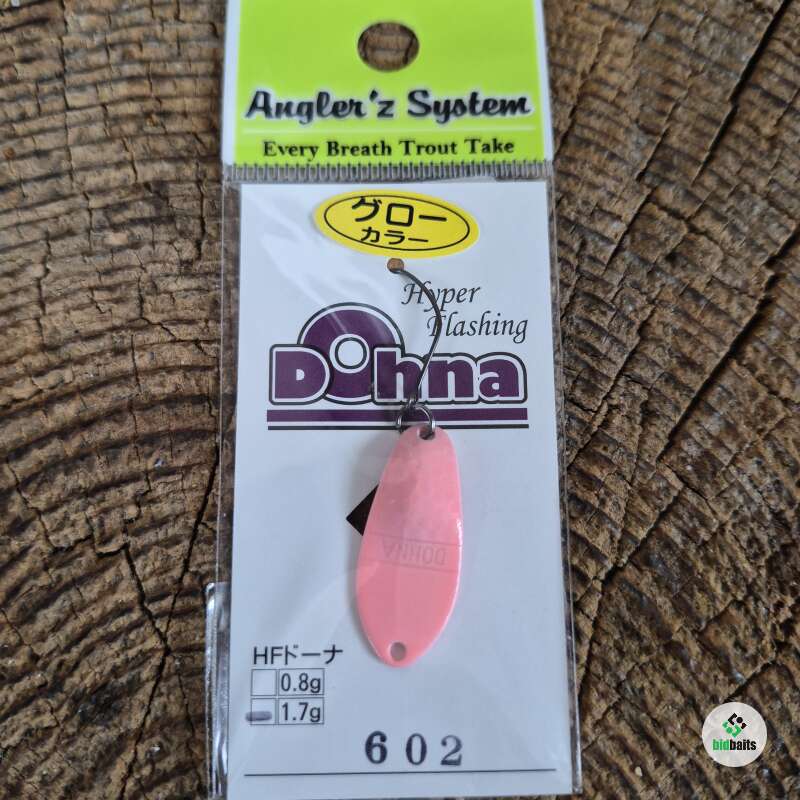 Angler'z System
Every Breath Trout Take
グロー
カラー
Hyper
Flashing
Dohna
DOHNA
HFドーナ
0.8g
1.7g
602
bidbaits